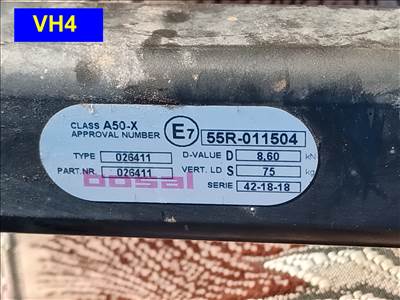 VH4
CLASS A50-X
APPROVAL NUMBER E7 55R-011504
TYPE 026411 D-VALUE D 8,60 kN
PART.NR. 026411 VERT. LD S 75 kg
bosal SERIE 42-18-18